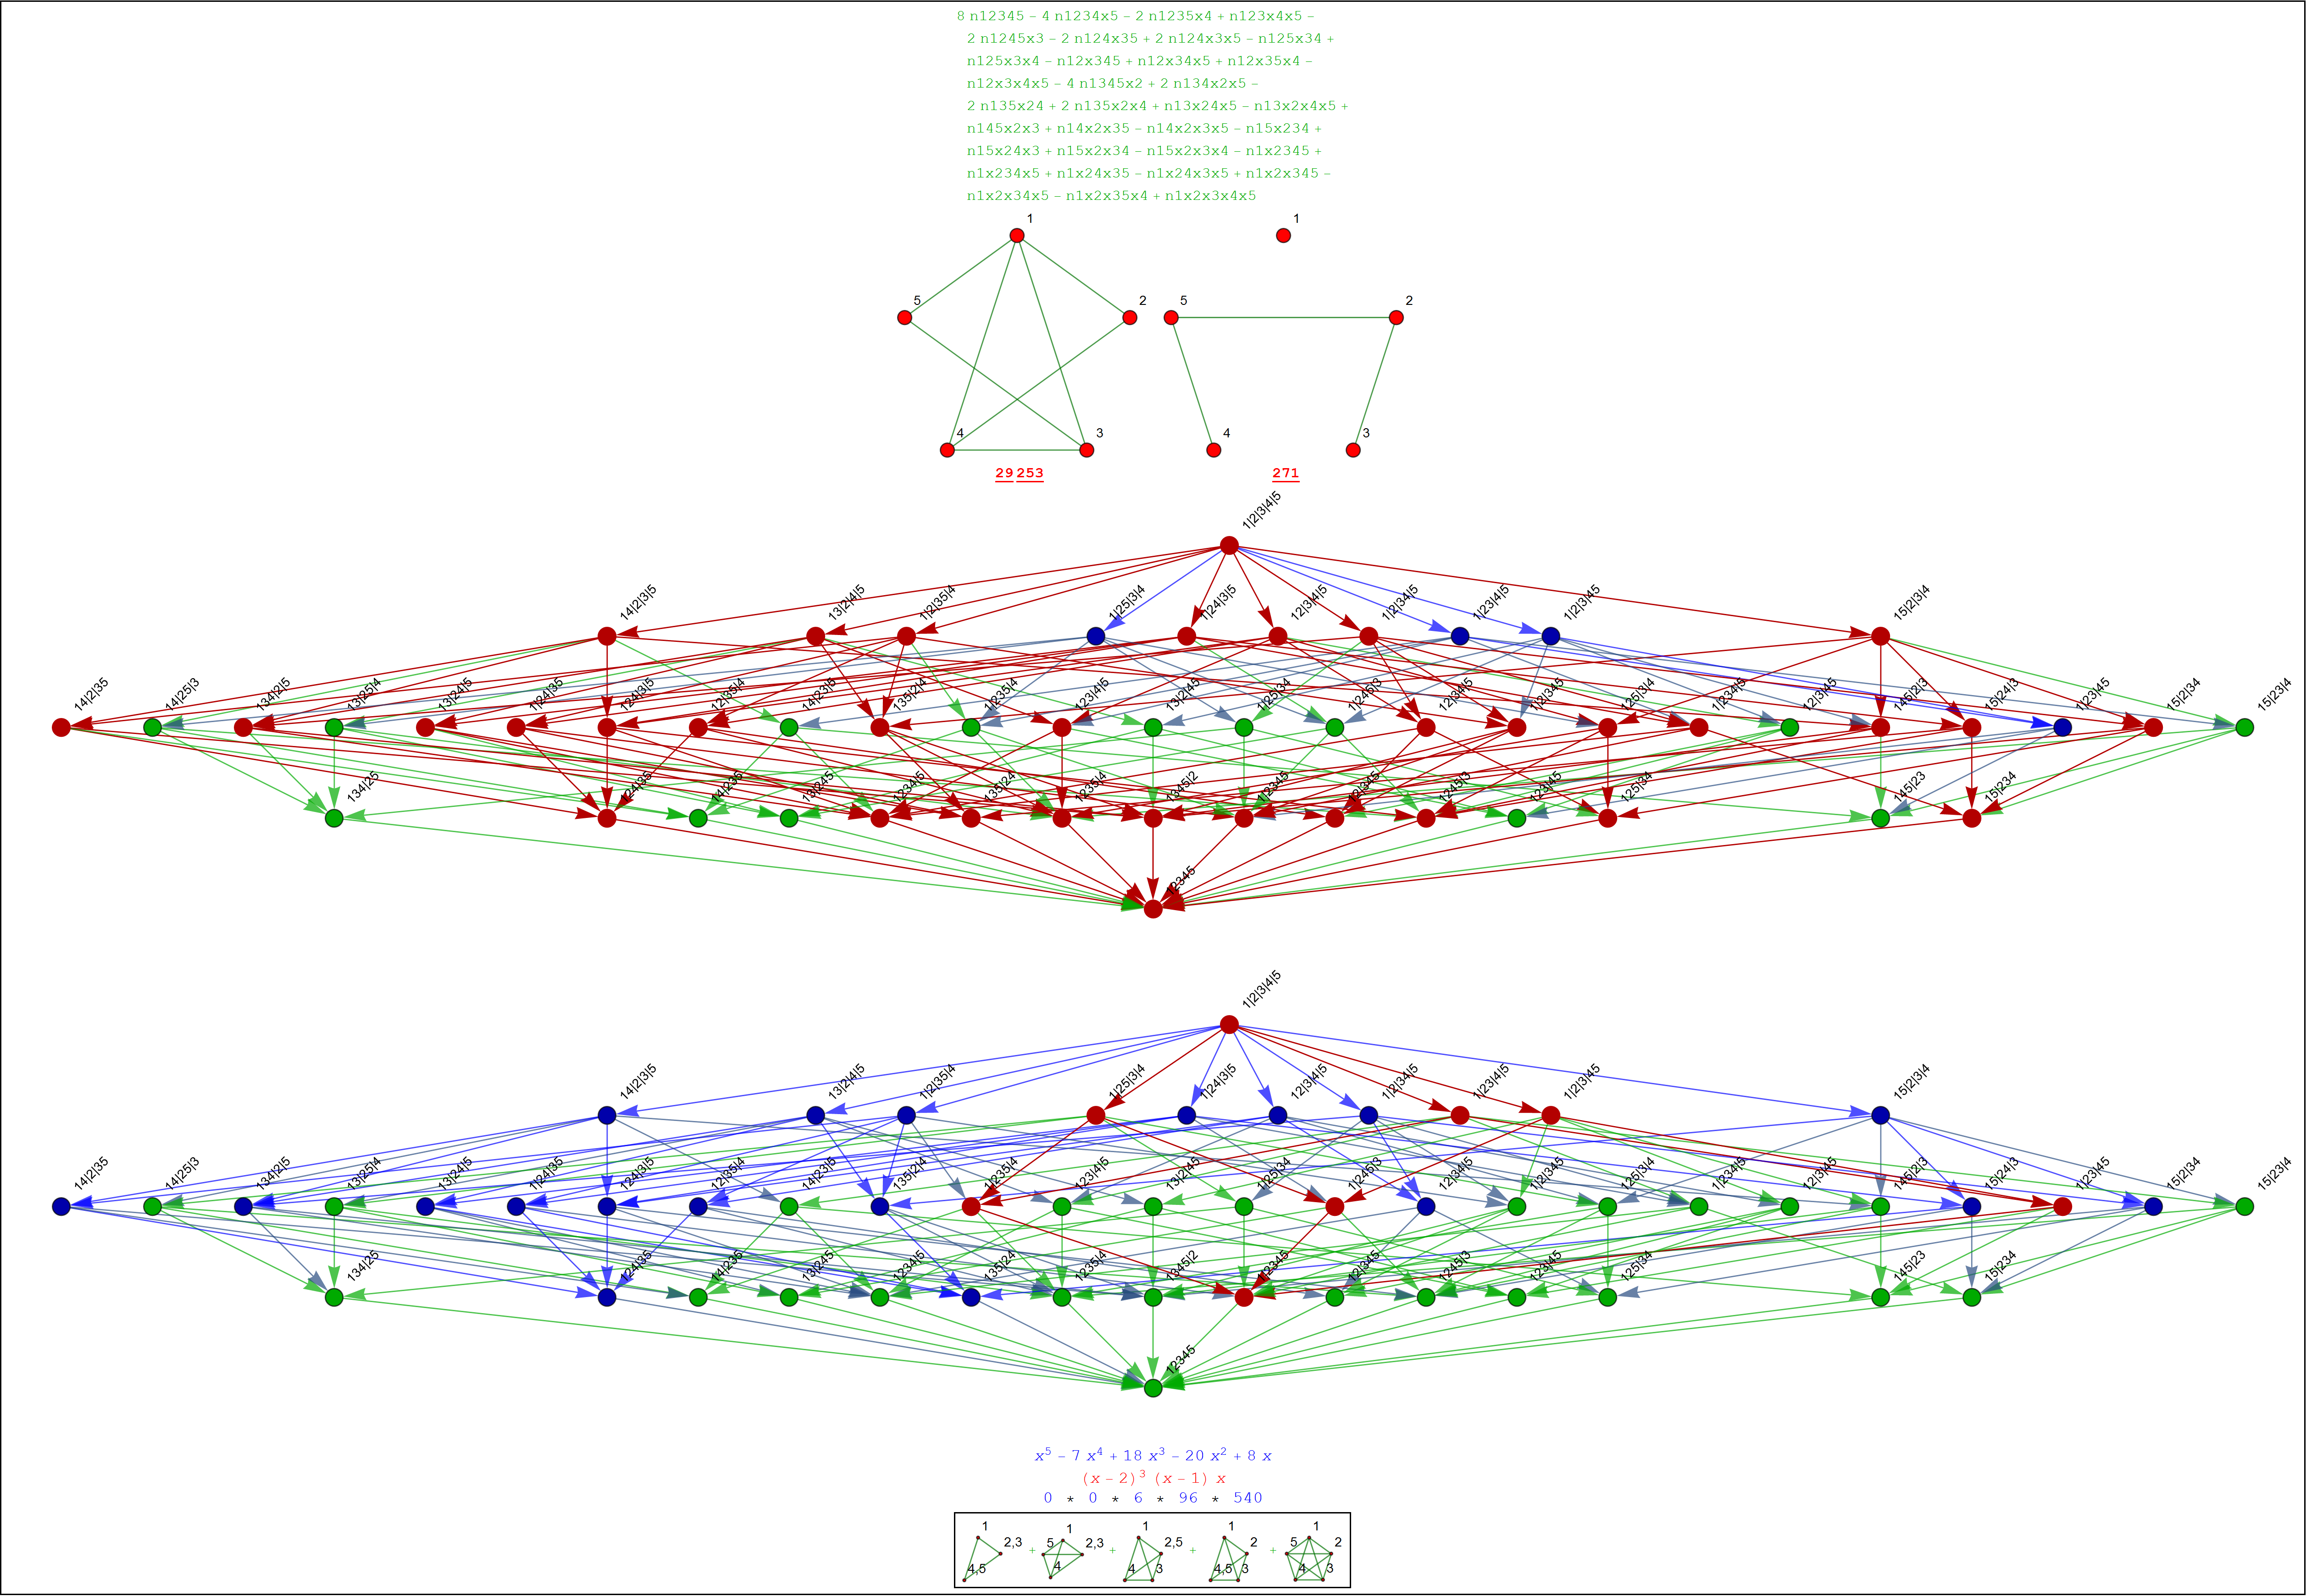 8 n12345 − 4 n1234x5 − 2 n1235x4 + n123x4x5 −
2 n1245x3 − 2 n124x35 + 2 n124x3x5 − n125x34 +
n125x3x4 − n12x345 + n12x34x5 + n12x35x4 −
n12x3x4x5 − 4 n1345x2 + 2 n134x2x5 −
2 n135x24 + 2 n135x2x4 + n13x24x5 − n13x2x4x5 +
n145x2x3 + n14x2x35 − n14x2x3x5 − n15x234 +
n15x24x3 + n15x2x34 − n15x2x3x4 − n1x2345 +
n1x234x5 + n1x24x35 − n1x24x3x5 + n1x2x345 −
n1x2x34x5 − n1x2x35x4 + n1x2x3x4x5
1 1
5 2 5 2
4 3 4 3
29 253 271
1|2|3|4|5
14|2|3|5 13|2|4|5 1|2|35|4 1|25|3|4 1|24|3|5 12|3|4|5 1|2|34|5 1|23|4|5 1|2|3|45 15|2|3|4
14|2|35 14|25|3 134|2|5 13|25|4 13|24|5 1|24|35 124|3|5 12|35|4 14|23|5 135|2|4 1|235|4 123|4|5 13|2|45 1|25|34 1|245|3 12|34|5 1|2|345 125|3|4 1|234|5 12|3|45 145|2|3 15|24|3 1|23|45 15|2|34 15|23|4
134|25 124|35 14|235 13|245 1234|5 135|24 1235|4 1345|2 1|2345 12|345 1245|3 123|45 125|34 145|23 15|234
12345
1|2|3|4|5
14|2|3|5 13|2|4|5 1|2|35|4 1|25|3|4 1|24|3|5 12|3|4|5 1|2|34|5 1|23|4|5 1|2|3|45 15|2|3|4
14|2|35 14|25|3 134|2|5 13|25|4 13|24|5 1|24|35 124|3|5 12|35|4 14|23|5 135|2|4 1|235|4 123|4|5 13|2|45 1|25|34 1|245|3 12|34|5 1|2|345 125|3|4 1|234|5 12|3|45 145|2|3 15|24|3 1|23|45 15|2|34 15|23|4
134|25 124|35 14|235 13|245 1234|5 135|24 1235|4 1345|2 1|2345 12|345 1245|3 123|45 125|34 145|23 15|234
12345
x⁵ − 7 x⁴ + 18 x³ − 20 x² + 8 x
(x − 2)³ (x − 1) x
0 * 0 * 6 * 96 * 540
1 1 1 1 1
2,3 + 5 2,3 + 2,5 + 2 + 5 2
4,5 4 4 3 4,5 3 4 3